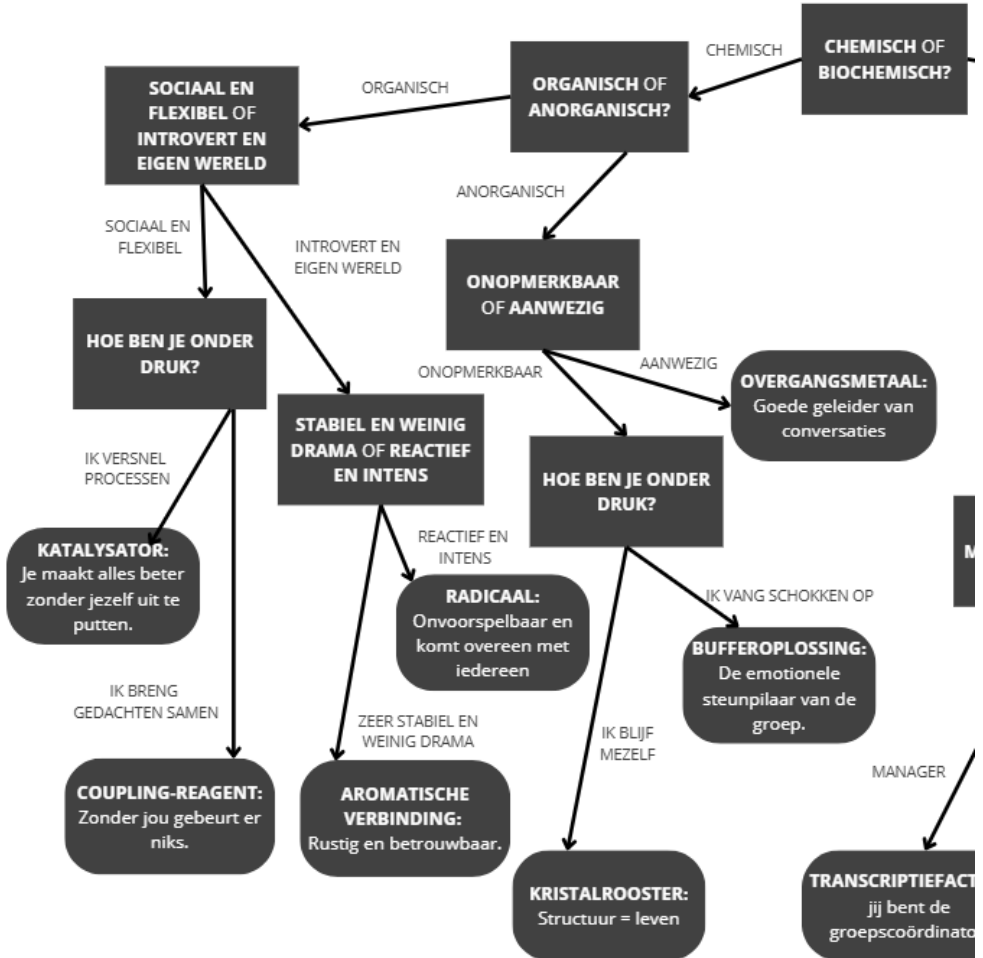 CHEMISCH OF
BIOCHEMISCH?
CHEMISCH
ORGANISCH OF
ANORGANISCH?
ORGANISCH
SOCIAAL EN
FLEXIBEL OF
INTROVERT EN
EIGEN WERELD
ANORGANISCH
SOCIAAL EN
FLEXIBEL
INTROVERT EN
EIGEN WERELD
ONOPMERKBAAR
OF AANWEZIG
HOE BEN JE ONDER
DRUK?
ONOPMERKBAAR
AANWEZIG
OVERGANGSMETAAL:
Goede geleider van
conversaties
STABIEL EN WEINIG
DRAMA OF REACTIEF
EN INTENS
HOE BEN JE ONDER
DRUK?
IK VERSNEL
PROCESSEN
KATALYSATOR:
Je maakt alles beter
zonder jezelf uit te
putten.
REACTIEF EN
INTENS
RADICAAL:
Onvoorspelbaar en
komt overeen met
iedereen
IK VANG SCHOKKEN OP
BUFFEROPLOSSING:
De emotionele
steunpilaar van de
groep.
IK BRENG
GEDACHTEN SAMEN
ZEER STABIEL EN
WEINIG DRAMA
IK BLIJF
MEZELF
MANAGER
COUPLING-REAGENT:
Zonder jou gebeurt er
niks.
AROMATISCHE
VERBINDING:
Rustig en betrouwbaar.
KRISTALROOSTER:
Structuur = leven
TRANSCRIPTIEFACT
jij bent de
groepscoördinato